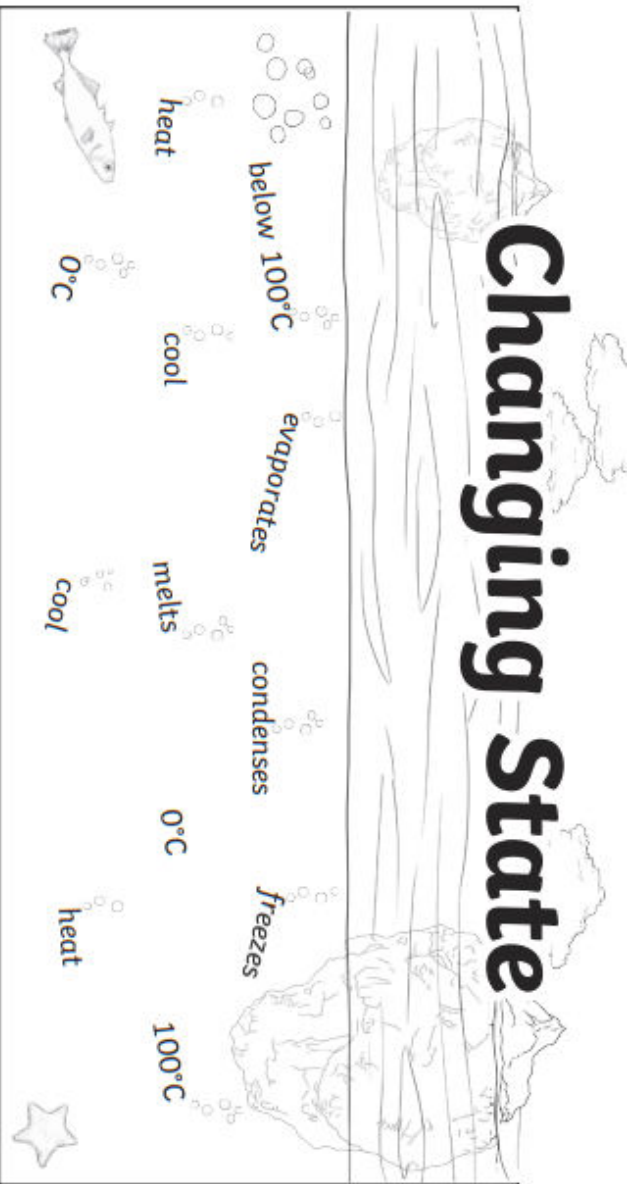 Changing State
below 100°C evaporates condenses freezes
heat cool melts 0°C 100°C
0°C cool heat